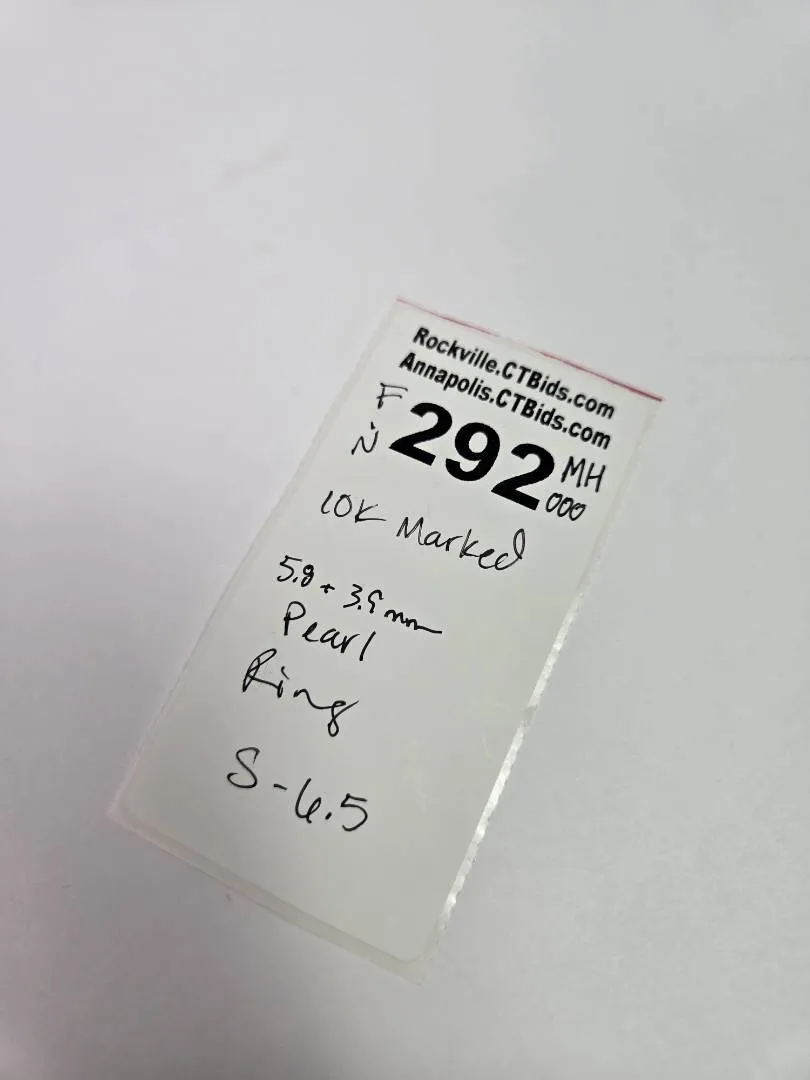 Rockville.CTBids.com
Annapolis.CTBids.com
F
N
292 MH
000
10K Marked
5.8 + 3.9 mm
Pearl
Ring
S-6.5